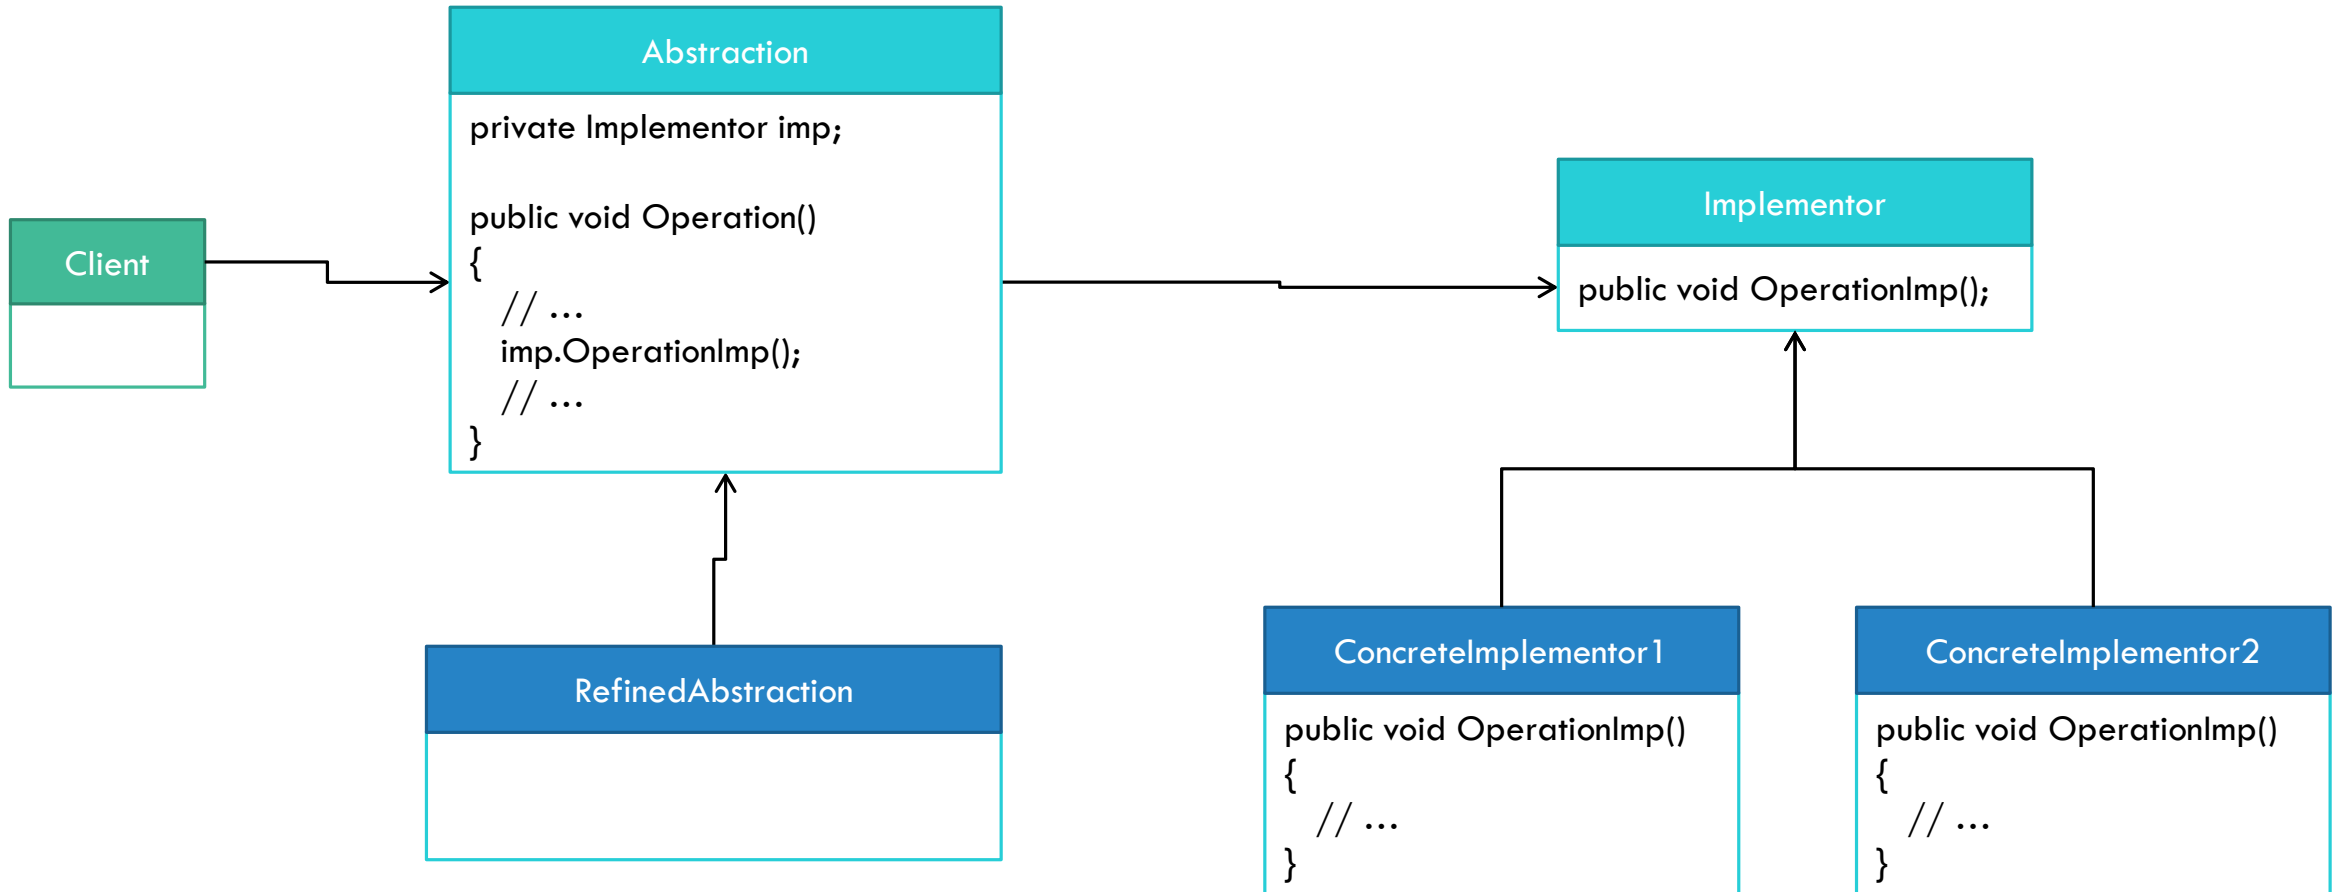 Abstraction
private Implementor imp;
public void Operation()
{
// ...
imp.OperationImp();
// ...
}
Client
Implementor
public void OperationImp();
RefinedAbstraction
ConcreteImplementor1
public void OperationImp()
{
// ...
}
ConcreteImplementor2
public void OperationImp()
{
// ...
}